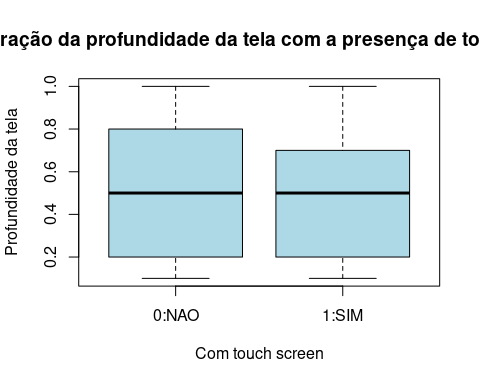 ração da profundidade da tela com a presença de to
Profundidade da tela
1.0
0.8
0.6
0.4
0.2
0:NAO
1:SIM
Com touch screen